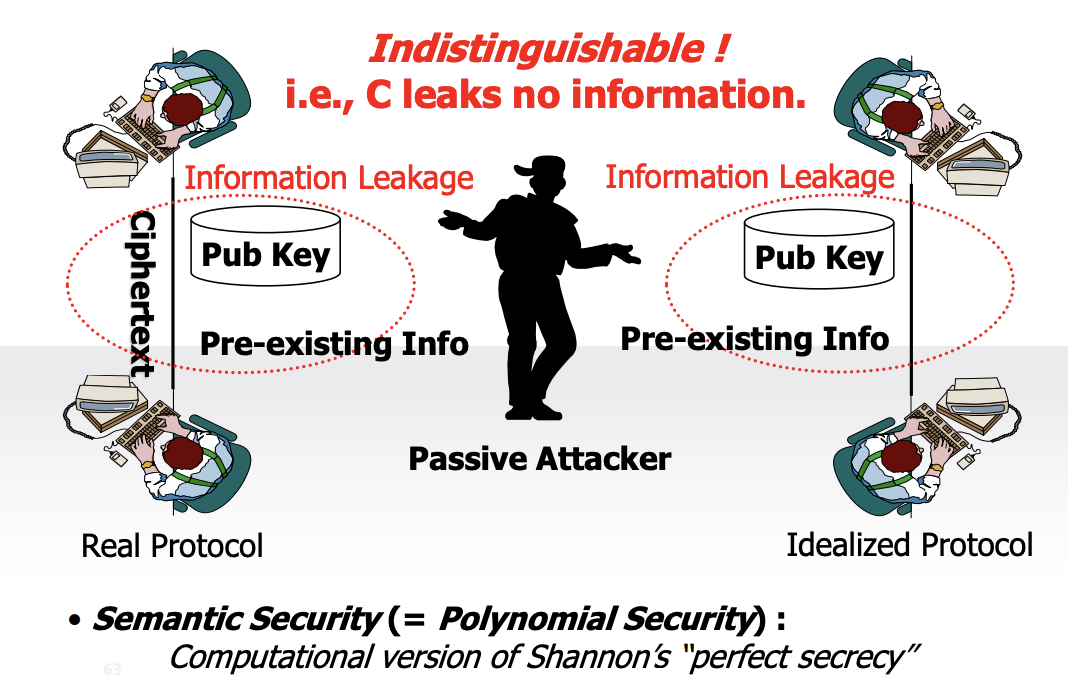 Indistinguishable !
i.e., C leaks no information.
Information Leakage
Information Leakage
Ciphertext
Pub Key
Pub Key
Pre-existing Info
Pre-existing Info
Passive Attacker
Real Protocol
Idealized Protocol
• Semantic Security (= Polynomial Security) :
Computational version of Shannon's "perfect secrecy"
63